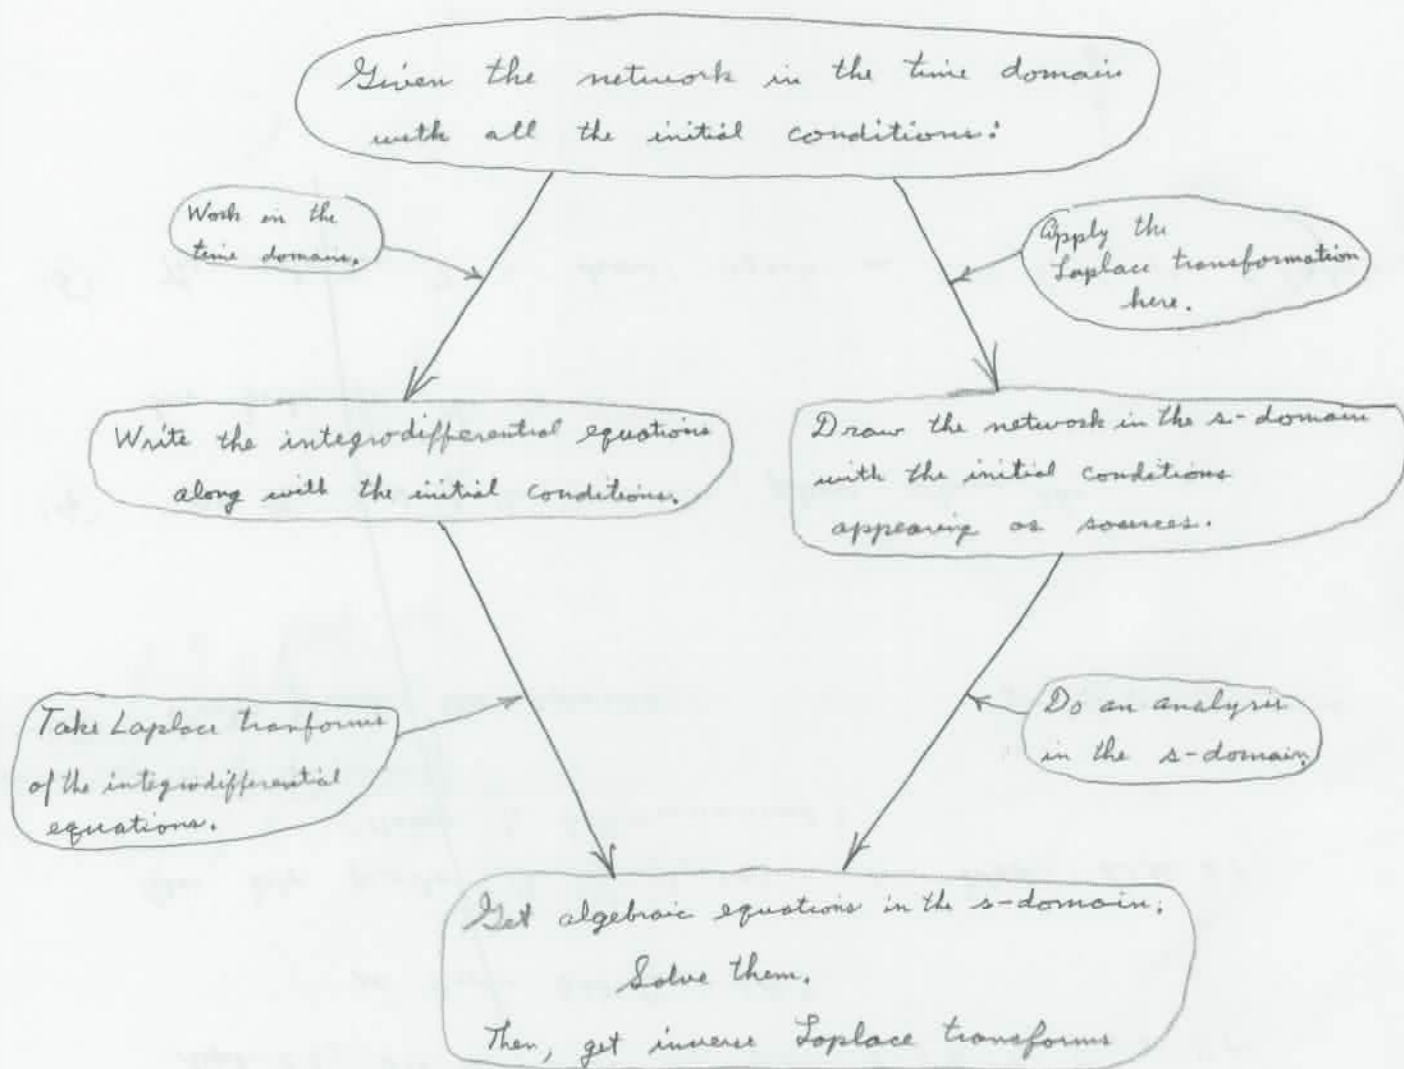 Given the network in the time domain
with all the initial conditions:
Work in the
time domain.
Apply the
Laplace transformation
here.
Write the integrodifferential equations
along with the initial conditions.
Draw the network in the s-domain
with the initial conditions
appearing as sources.
Take Laplace tranforms
of the integrodifferential
equations.
Do an analysis
in the s-domain.
Get algebraic equations in the s-domain.
Solve them.
Then, get inverse Laplace transforms